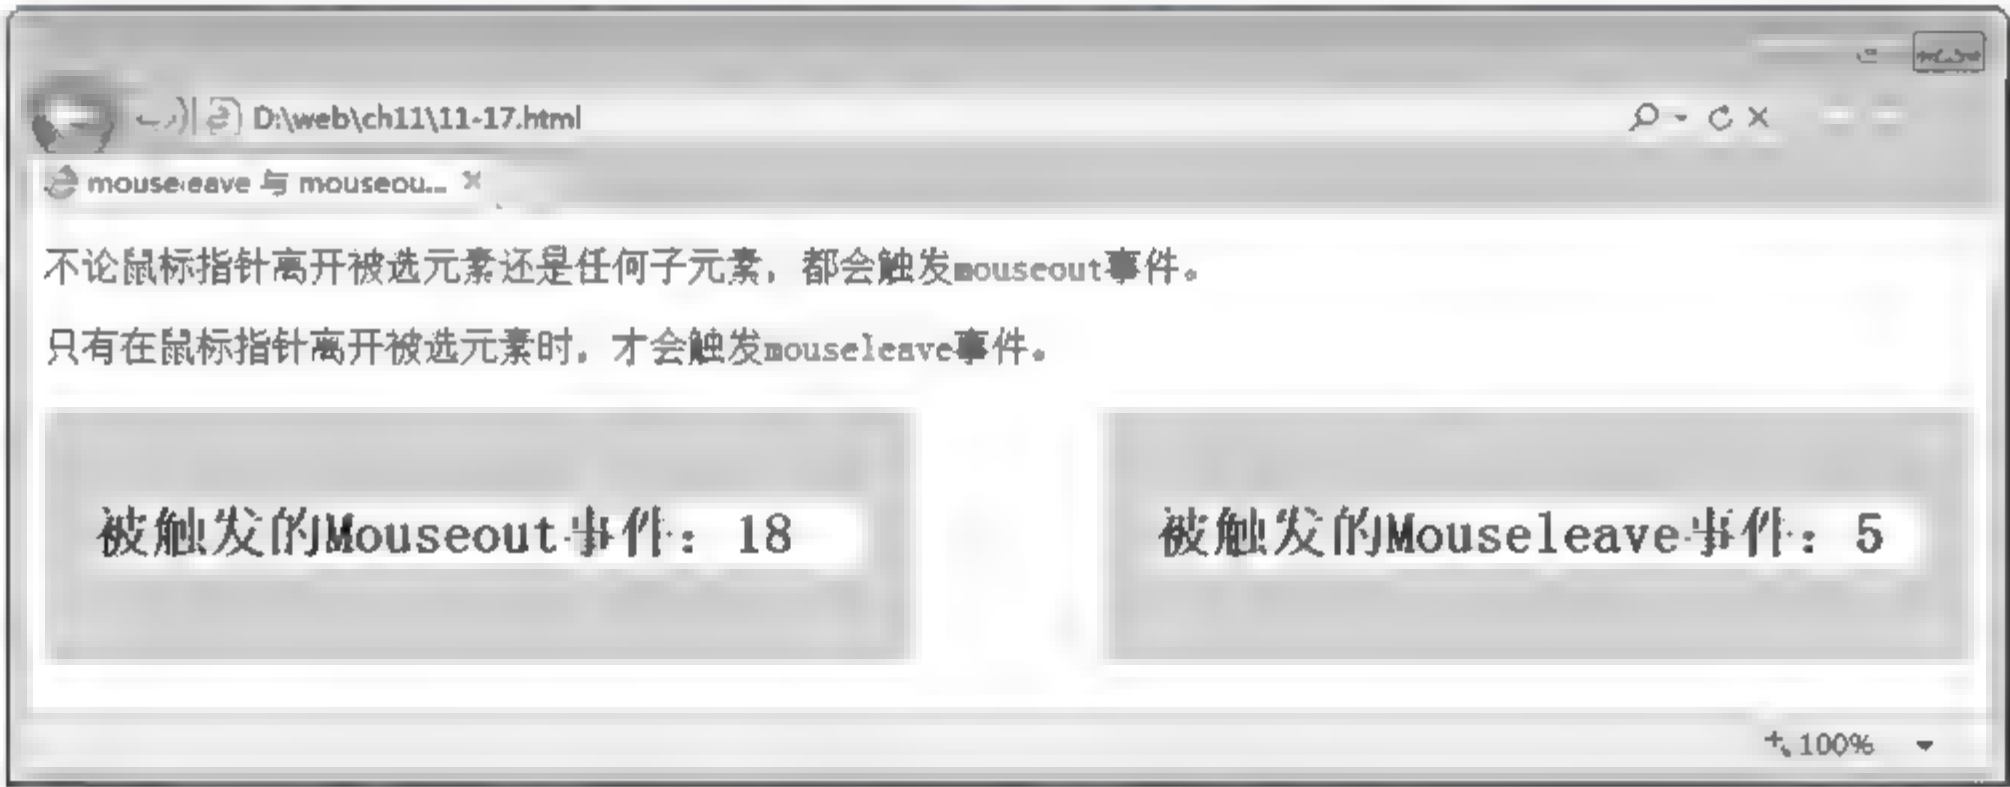 D:\web\ch11\11-17.html
mouseleave 与 mouseou...
不论鼠标指针离开被选元素还是任何子元素，都会触发mouseout事件。
只有在鼠标指针离开被选元素时，才会触发mouseleave事件。
被触发的Mouseout事件：18
被触发的Mouseleave事件：5
100%